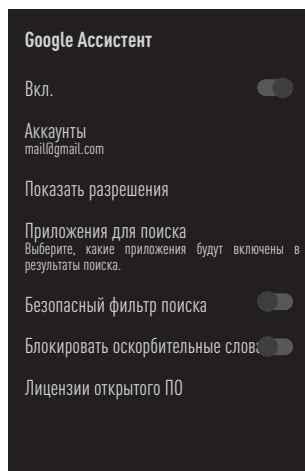 Google Ассистент
Вкл.
Аккаунты
mail@gmail.com
Показать разрешения
Приложения для поиска
Выберите, какие приложения будут включены в
результаты поиска.
Безопасный фильтр поиска
Блокировать оскорбительные слова
Лицензии открытого ПО